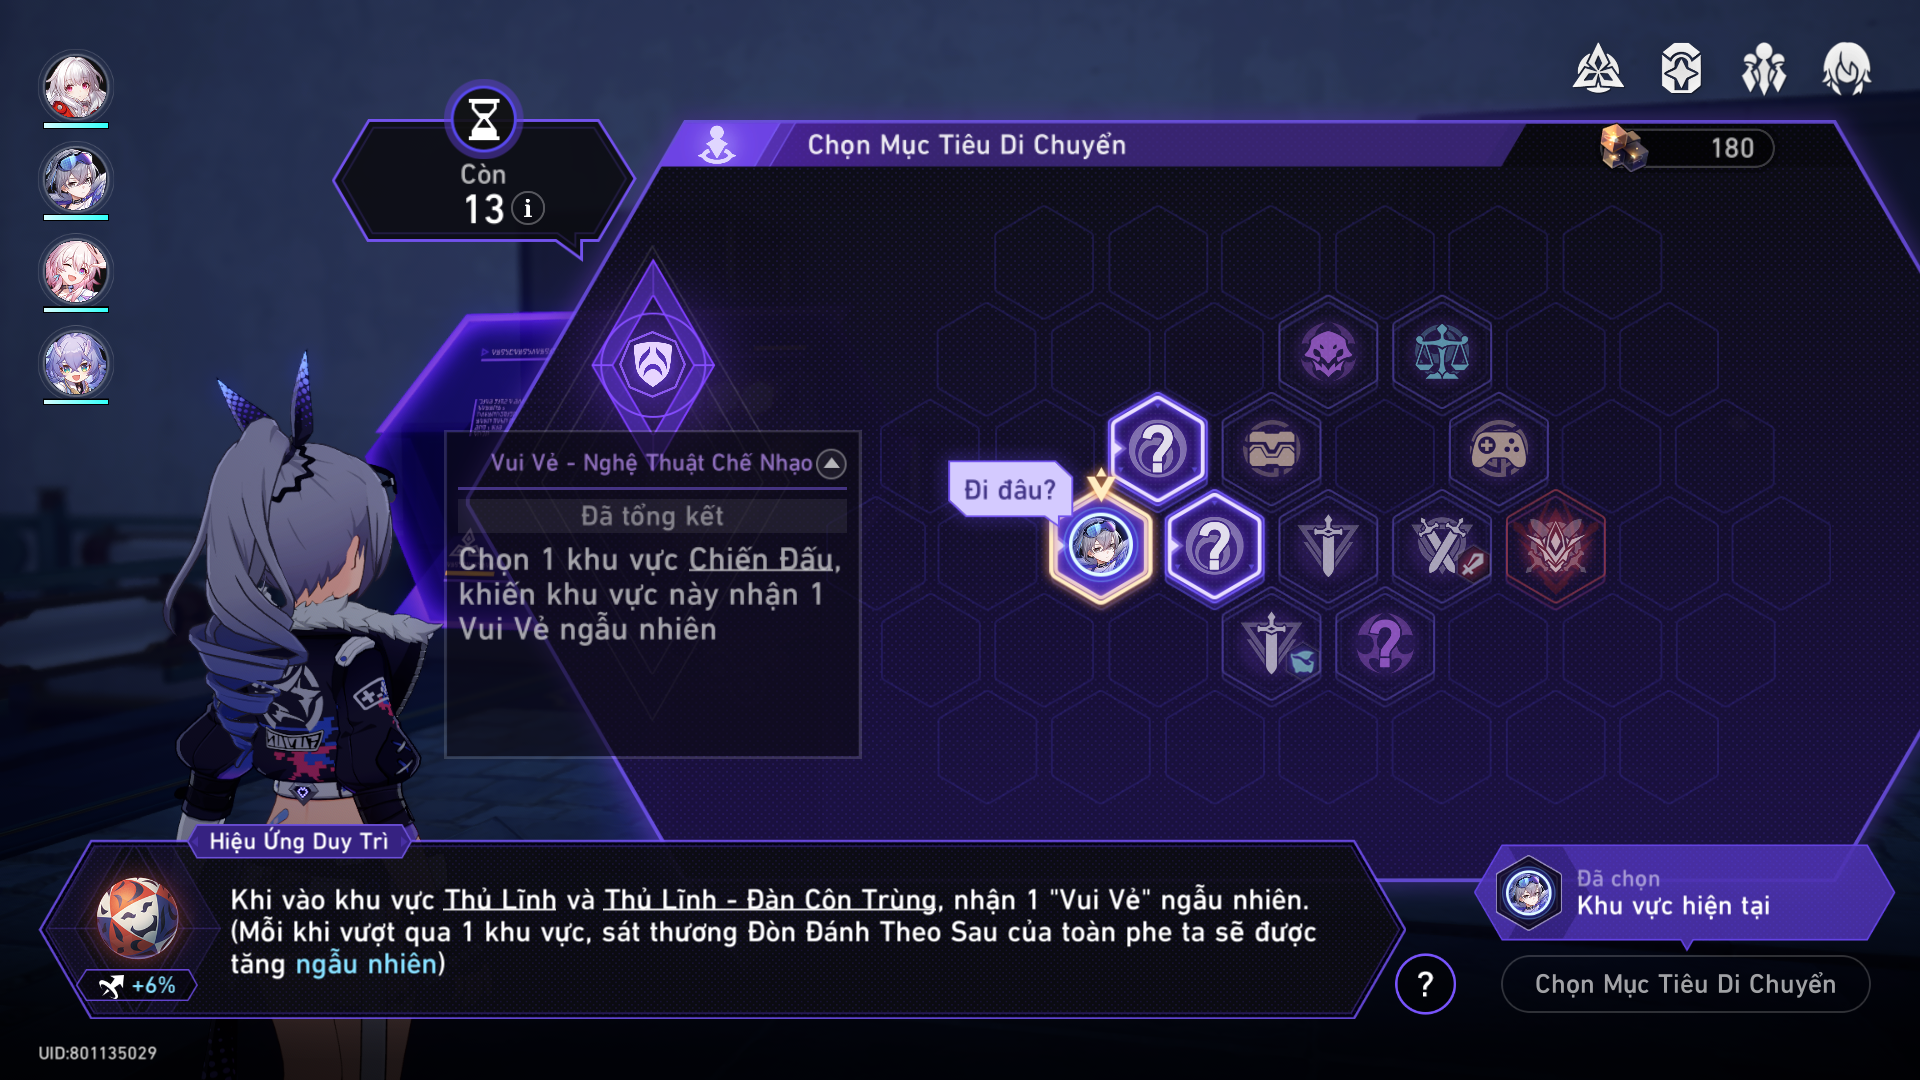 Còn
13
Chọn Mục Tiêu Di Chuyển
180
Vui Vẻ - Nghệ Thuật Chế Nhạo
Đã tổng kết
Chọn 1 khu vực Chiến Đấu,
khiến khu vực này nhận 1
Vui Vẻ ngẫu nhiên
Đi đâu?
Hiệu Ứng Duy Trì
Khi vào khu vực Thủ Lĩnh và Thủ Lĩnh - Đàn Côn Trùng, nhận 1 "Vui Vẻ" ngẫu nhiên.
(Mỗi khi vượt qua 1 khu vực, sát thương Đòn Đánh Theo Sau của toàn phe ta sẽ được
tăng ngẫu nhiên)
+6%
?
Đã chọn
Khu vực hiện tại
Chọn Mục Tiêu Di Chuyển
UID:801135029